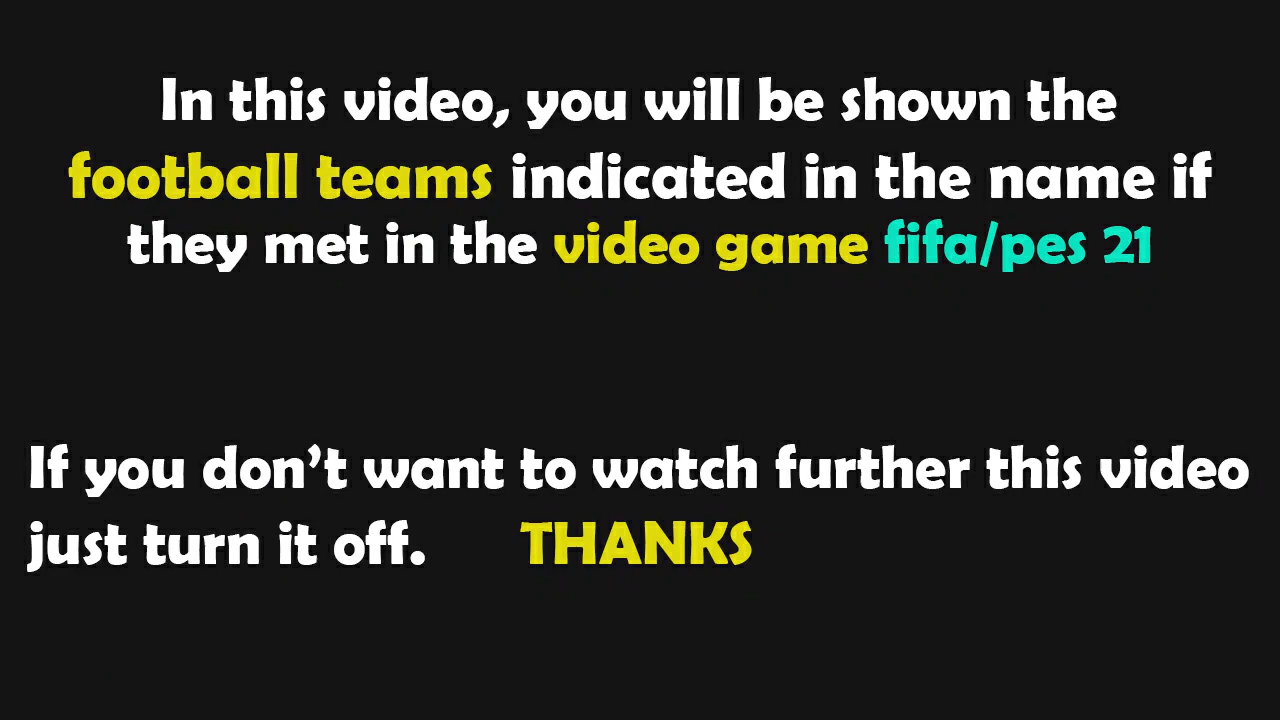 In this video, you will be shown the
football teams indicated in the name if
they met in the video game fifa/pes 21
If you don't want to watch further this video
just turn it off. THANKS